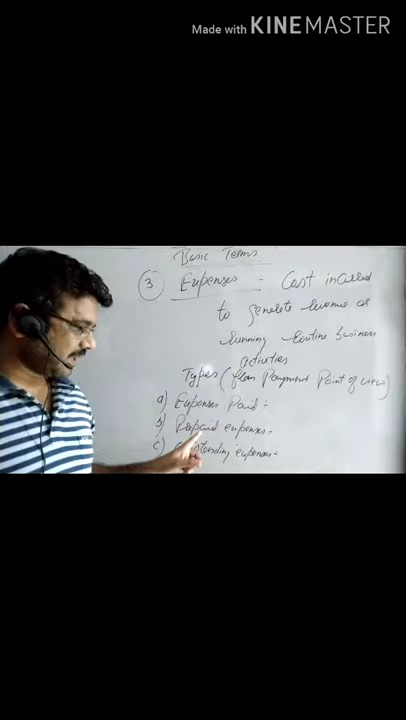 Made with KINEMASTER
Basic Terms
3 Expenses = Cost incurred
to generate revenue or
running routine business
activities
Types (from Payment Point of view)
a) Expenses Paid =
b) Prepaid expenses =
c) expenses =